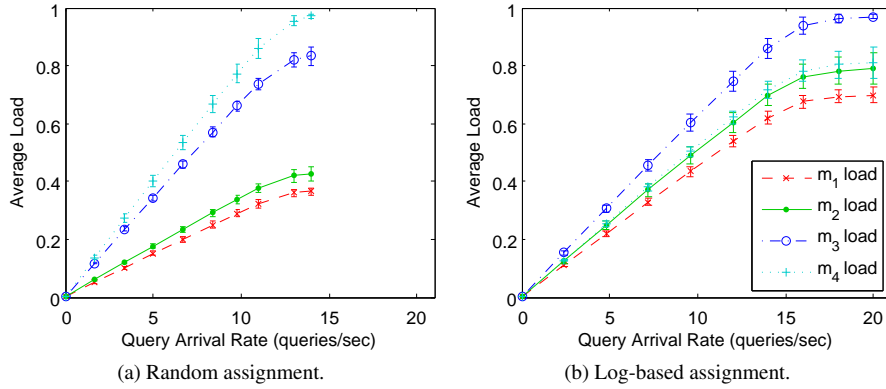 1
0.8
0.6
0.4
0.2
0
Average Load
0 5 10 15 20
Query Arrival Rate (queries/sec)
(a) Random assignment.
1
0.8
0.6
0.4
0.2
0
Average Load
0 5 10 15 20
Query Arrival Rate (queries/sec)
m1 load
m2 load
m3 load
m4 load
(b) Log-based assignment.